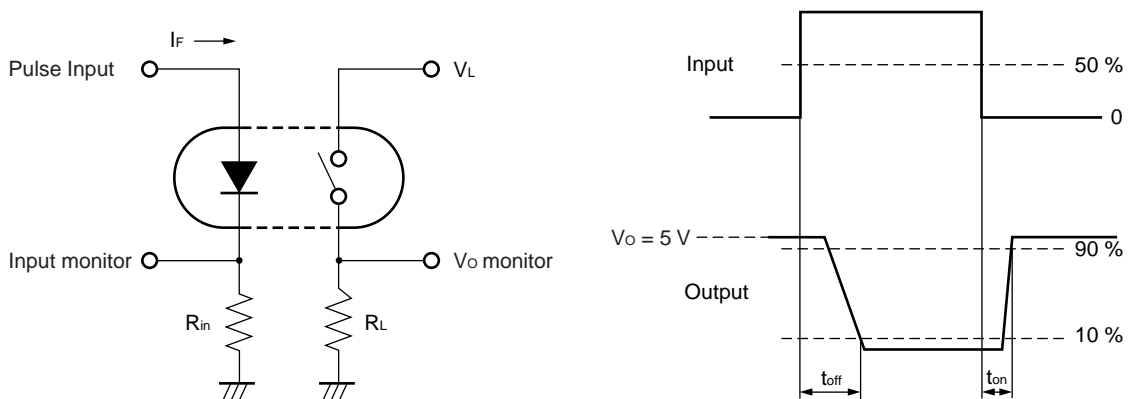 IF
Pulse Input
VL
Input monitor
VO monitor
Rin
RL
Input
50 %
0
VO = 5 V
90 %
Output
10 %
toff
ton